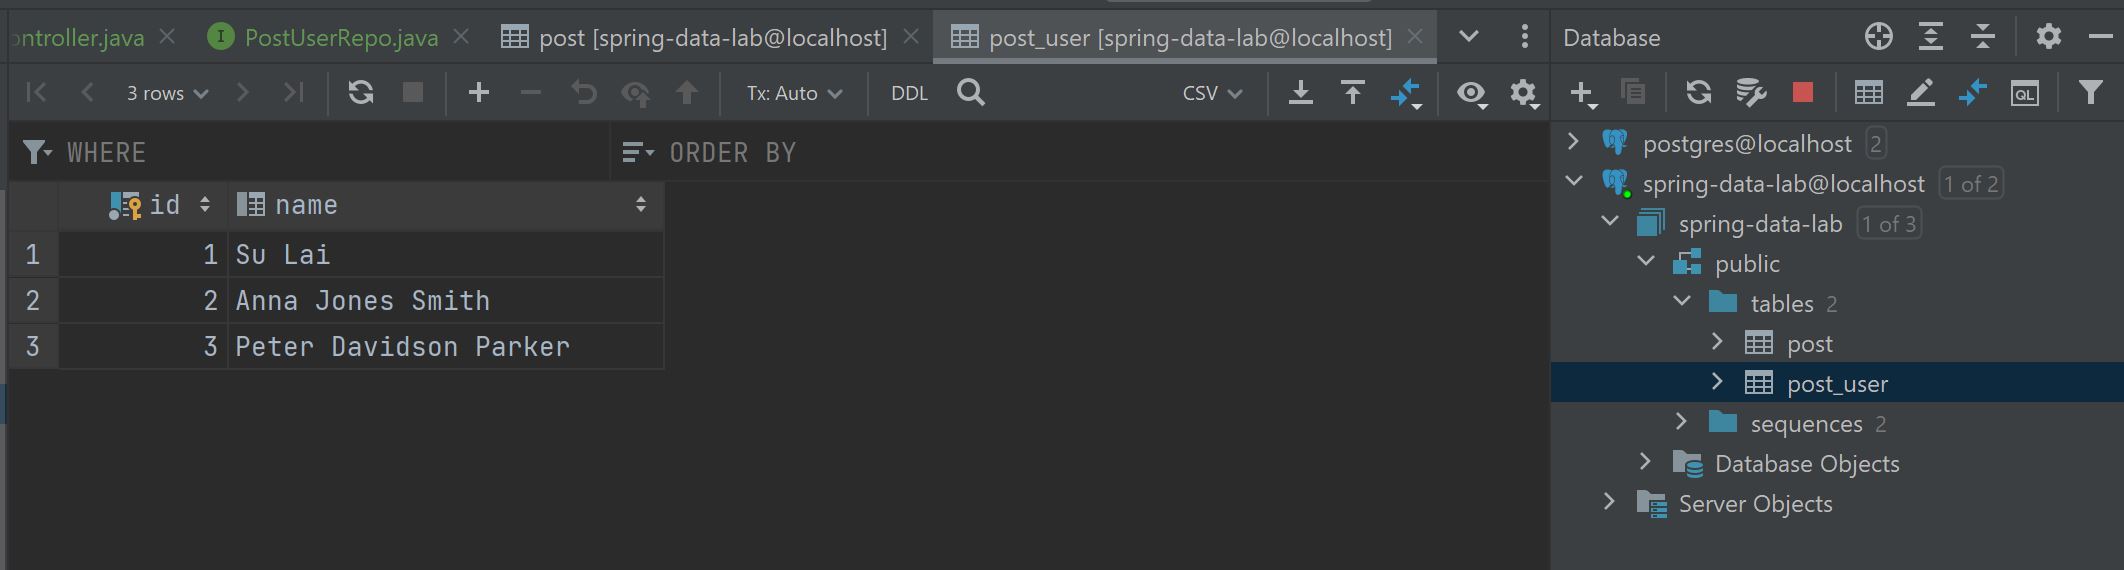 ontroller.java PostUserRepo.java post [spring-data-lab@localhost] post_user [spring-data-lab@localhost] Database
3 rows Tx: Auto DDL CSV QL
WHERE ORDER BY
id name
1 1 Su Lai
2 2 Anna Jones Smith
3 3 Peter Davidson Parker
postgres@localhost 2
spring-data-lab@localhost 1 of 2
spring-data-lab 1 of 3
public
tables 2
post
post_user
sequences 2
Database Objects
Server Objects